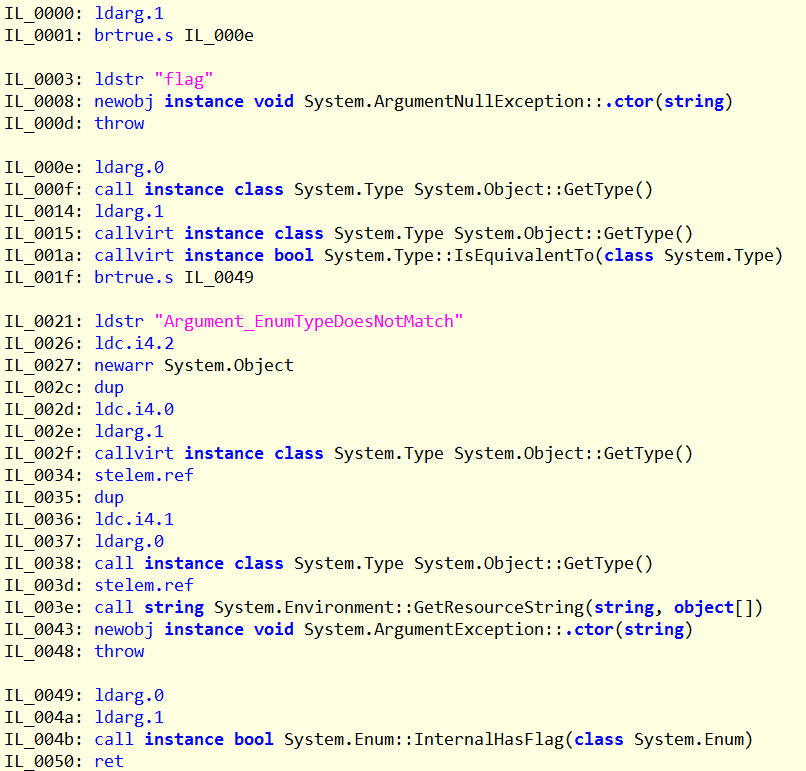 IL_0000: ldarg.1
IL_0001: brtrue.s IL_000e
IL_0003: ldstr "flag"
IL_0008: newobj instance void System.ArgumentNullException::.ctor(string)
IL_000d: throw
IL_000e: ldarg.0
IL_000f: call instance class System.Type System.Object::GetType()
IL_0014: ldarg.1
IL_0015: callvirt instance class System.Type System.Object::GetType()
IL_001a: callvirt instance bool System.Type::IsEquivalentTo(class System.Type)
IL_001f: brtrue.s IL_0049
IL_0021: ldstr "Argument_EnumTypeDoesNotMatch"
IL_0026: ldc.i4.2
IL_0027: newarr System.Object
IL_002c: dup
IL_002d: ldc.i4.0
IL_002e: ldarg.1
IL_002f: callvirt instance class System.Type System.Object::GetType()
IL_0034: stelem.ref
IL_0035: dup
IL_0036: ldc.i4.1
IL_0037: ldarg.0
IL_0038: call instance class System.Type System.Object::GetType()
IL_003d: stelem.ref
IL_003e: call string System.Environment::GetResourceString(string, object[])
IL_0043: newobj instance void System.ArgumentException::.ctor(string)
IL_0048: throw
IL_0049: ldarg.0
IL_004a: ldarg.1
IL_004b: call instance bool System.Enum::InternalHasFlag(class System.Enum)
IL_0050: ret